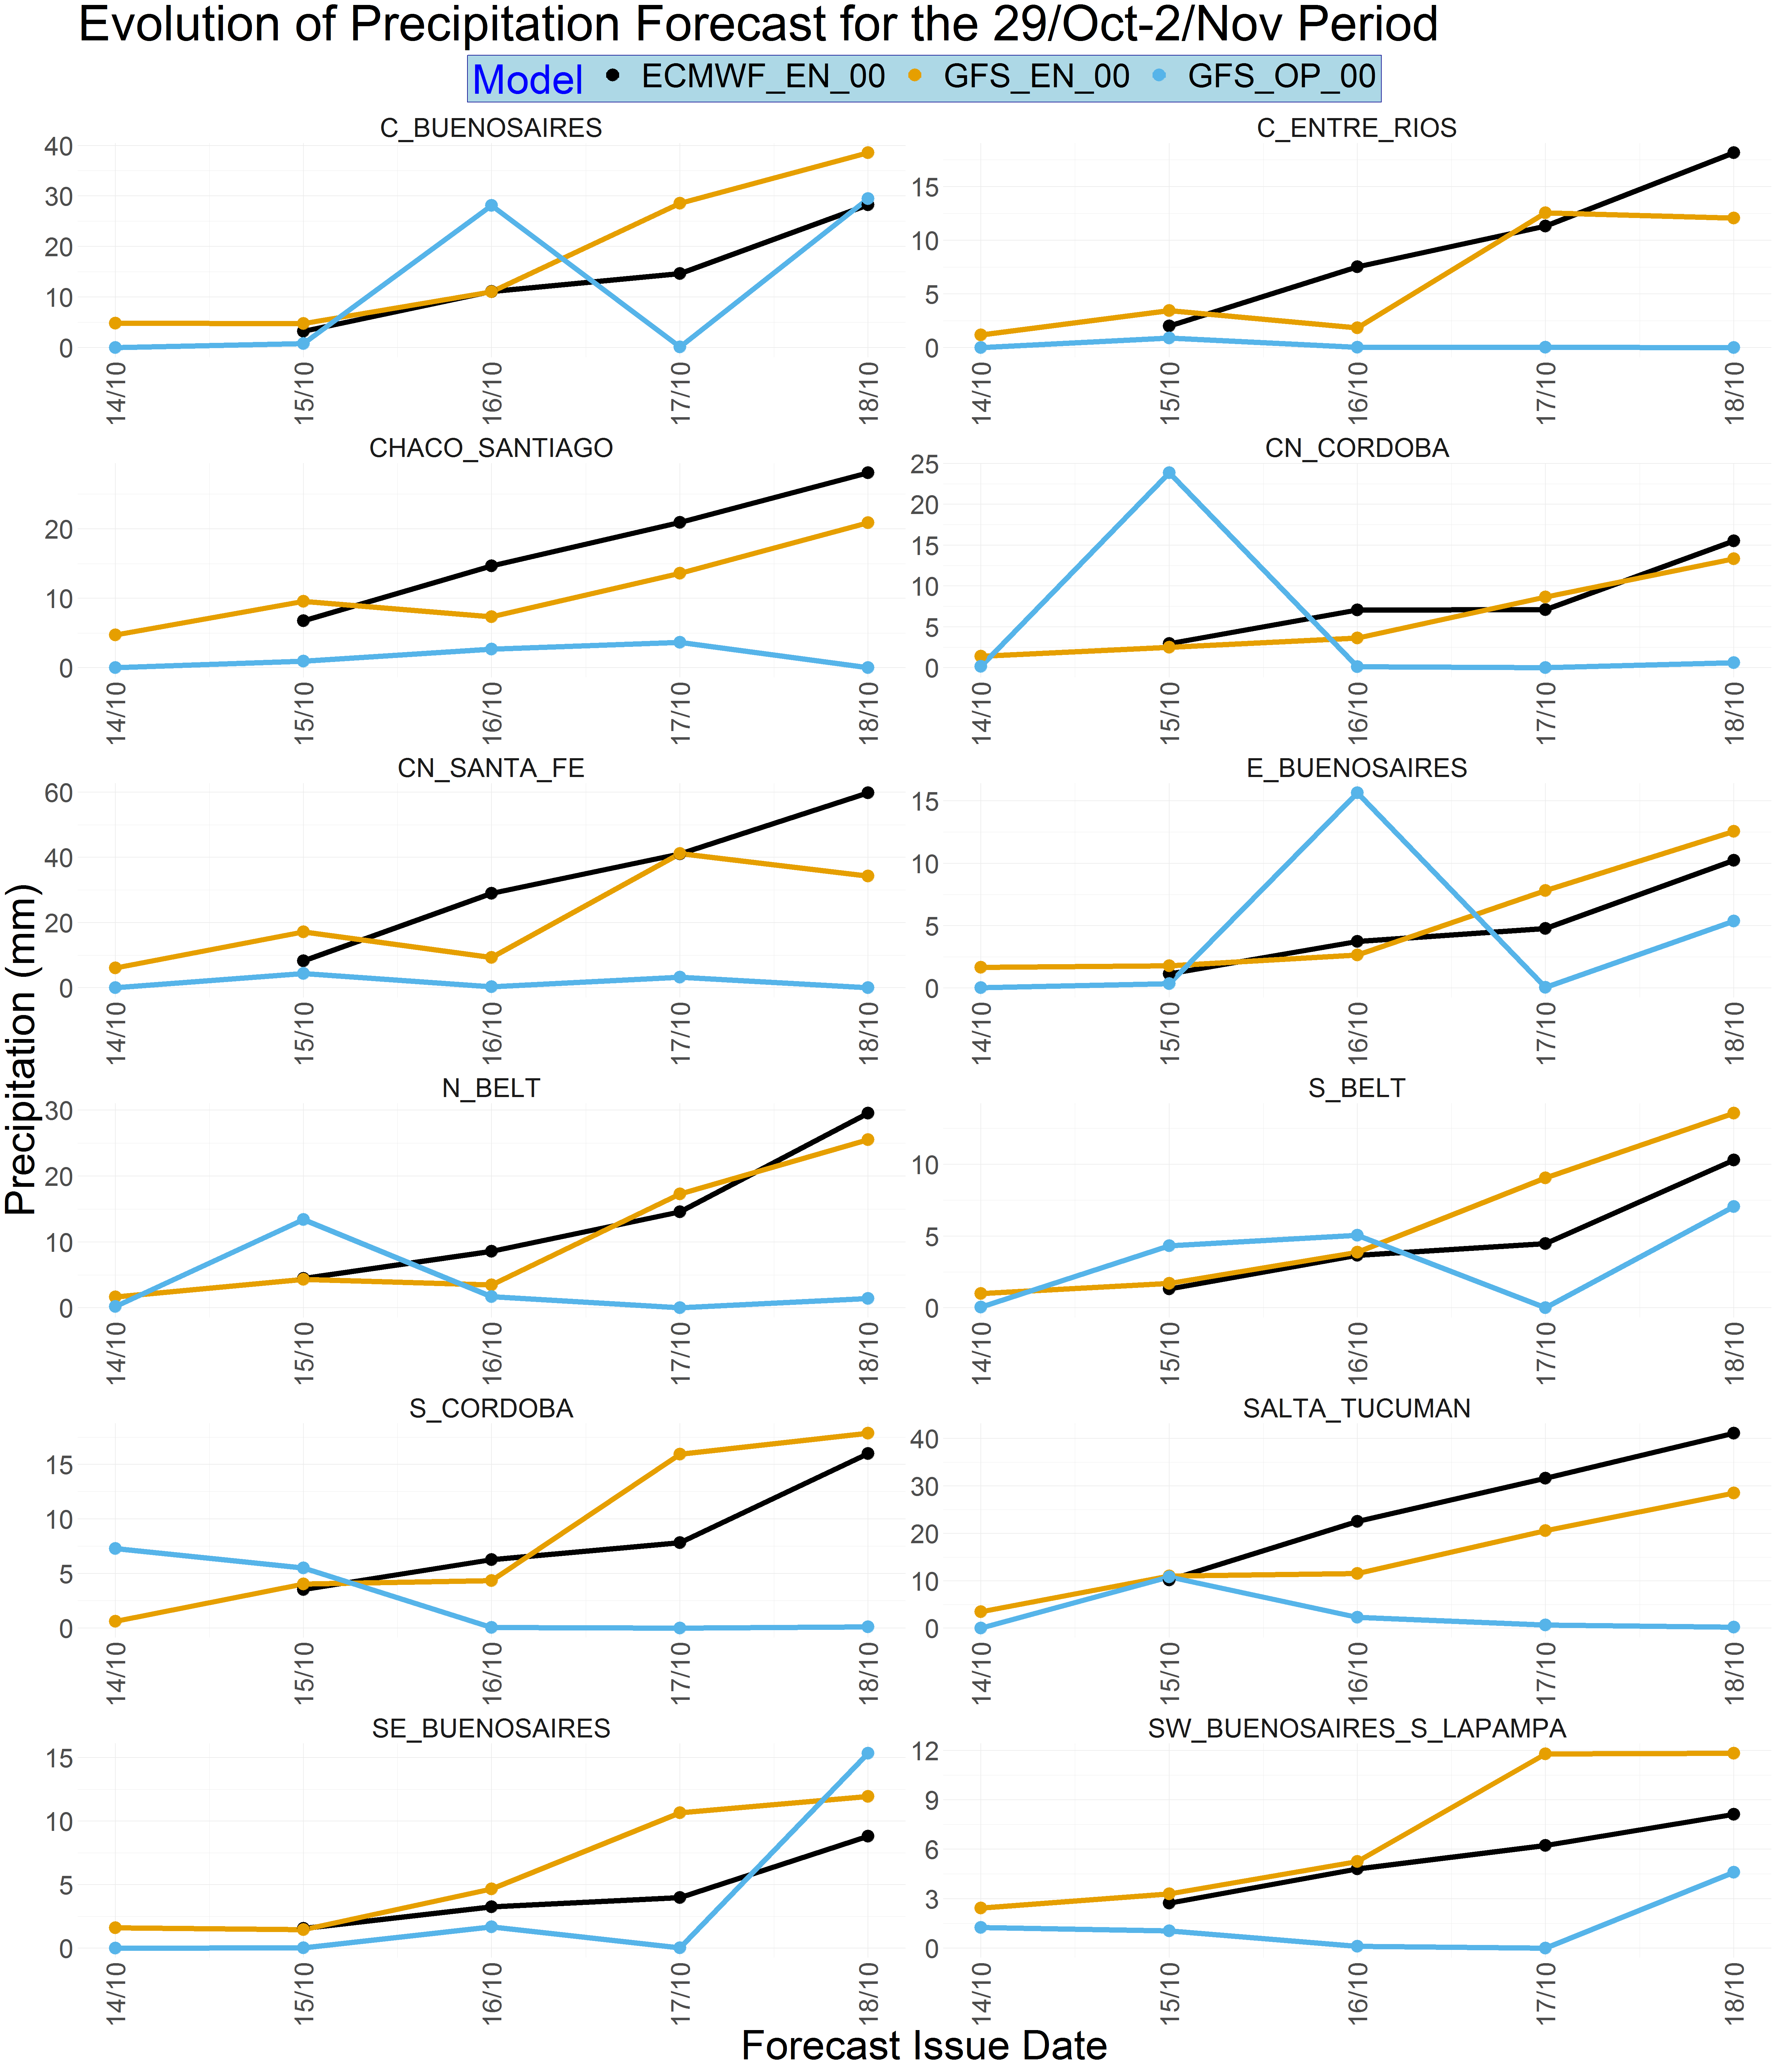 Evolution of Precipitation Forecast for the 29/Oct-2/Nov Period
Model ECMWF_EN_00 GFS_EN_00 GFS_OP_00
Precipitation (mm)
C_BUENOSAIRES
40
30
20
10
0
14/10 15/10 16/10 17/10 18/10
C_ENTRE_RIOS
15
10
5
0
14/10 15/10 16/10 17/10 18/10
CHACO_SANTIAGO
20
10
0
14/10 15/10 16/10 17/10 18/10
CN_CORDOBA
25
20
15
10
5
0
14/10 15/10 16/10 17/10 18/10
CN_SANTA_FE
60
40
20
0
14/10 15/10 16/10 17/10 18/10
E_BUENOSAIRES
15
10
5
0
14/10 15/10 16/10 17/10 18/10
N_BELT
30
20
10
0
14/10 15/10 16/10 17/10 18/10
S_BELT
10
5
0
14/10 15/10 16/10 17/10 18/10
S_CORDOBA
15
10
5
0
14/10 15/10 16/10 17/10 18/10
SALTA_TUCUMAN
40
30
20
10
0
14/10 15/10 16/10 17/10 18/10
SE_BUENOSAIRES
15
10
5
0
14/10 15/10 16/10 17/10 18/10
SW_BUENOSAIRES_S_LAPAMPA
12
9
6
3
0
14/10 15/10 16/10 17/10 18/10
Forecast Issue Date